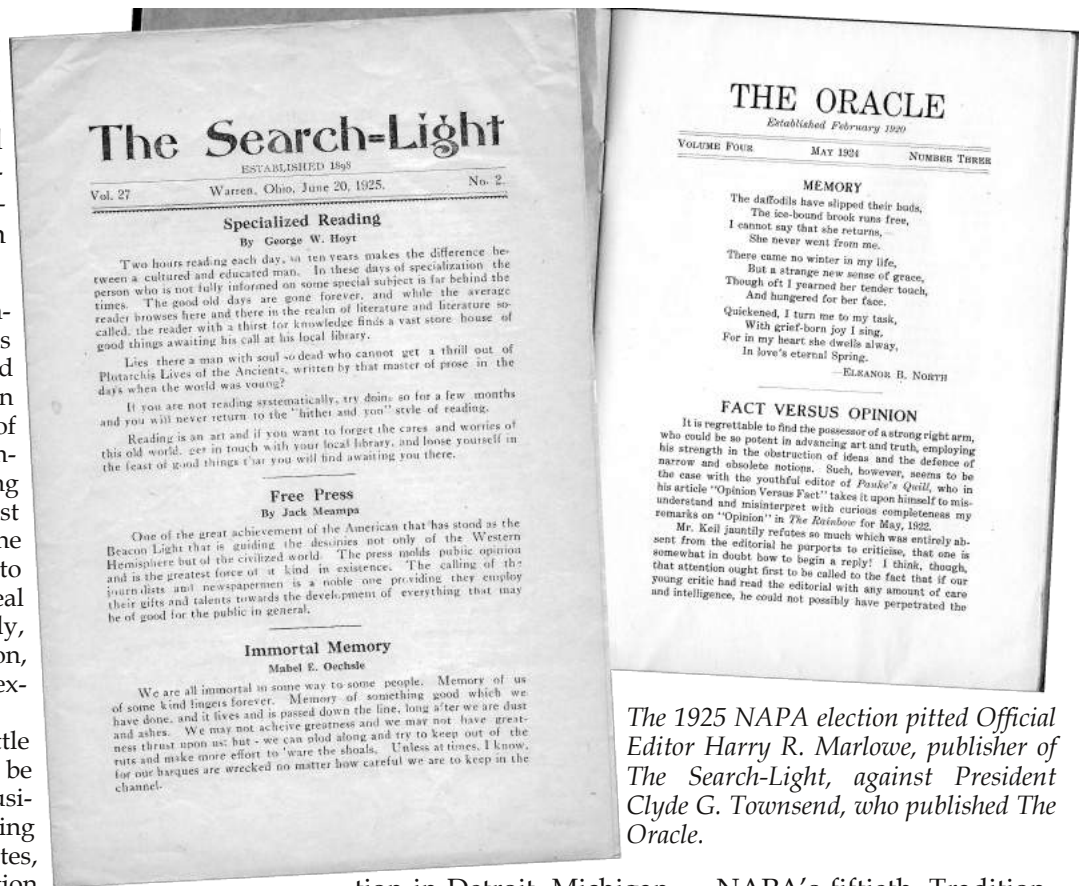 The Search=Light
ESTABLISHED 1898
Vol. 27 Warren, Ohio, June 20, 1925. No. 2.
Specialized Reading
By George W. Hoyt
Two hours reading each day, in ten years makes the difference be-
tween a cultured and educated man. In these days of specialization the
person who is not fully informed on some special subject is far behind the
times. The good old days are gone forever, and while the average
reader browses here and there in the realm of literature and literature so-
called, the reader with a thirst for knowledge finds a vast store house of
good things awaiting his call at his local library.
Lies there a man with soul so dead who cannot get a thrill out of
Plutarchis Lives of the Ancients, written by that master of prose in the
days when the world was young?
If you are not reading systematically, try doing so for a few months
and you will never return to the "hither and yon" style of reading.
Reading is an art and if you want to forget the cares and worries of
this old world, get in touch with your local library, and loose yourself in
the feast of good things that you will find awaiting you there.
Free Press
By Jack Meampa
One of the great achievement of the American that has stood as the
Beacon Light that is guiding the destinies not only of the Western
Hemisphere but of the civilized world. The press molds public opinion
and is the greatest force of it kind in existence. The calling of the
journalists and newspapermen is a noble one providing they employ
their gifts and talents towards the development of everything that may
be of good for the public in general.
Immortal Memory
Mabel E. Oechsle
We are all immortal in some way to some people. Memory of us
of some kind lingers forever. Memory of something good which we
have done, and it lives and is passed down the line, long after we are dust
and ashes. We may not acheive greatness and we may not have great-
ness thrust upon us; but - we can plod along and try to keep out of the
ruts and make more effort to 'ware the shoals. Unless at times, I know,
for our barques are wrecked no matter how careful we are to keep in the
channel.
THE ORACLE
Established February 1920
VOLUME FOUR MAY 1924 NUMBER THREE
MEMORY
The daffodils have slipped their buds,
The ice-bound brook runs free,
I cannot say that she returns,—
She never went from me.
There came no winter in my life,
But a strange new sense of grace,
Though oft I yearned her tender touch,
And hungered for her face.
Quickened, I turn me to my task,
With grief-born joy I sing,
For in my heart she dwells alway,
In love's eternal Spring.
—ELEANOR B. NORTH
FACT VERSUS OPINION
It is regrettable to find the possessor of a strong right arm,
who could be so potent in advancing art and truth, employing
his strength in the obstruction of ideas and the defence of
narrow and obsolete notions. Such, however, seems to be
the case with the youthful editor of Pauke's Quill, who in
his article "Opinion Versus Fact" takes it upon himself to mis-
understand and misinterpret with curious completeness my
remarks on "Opinion" in The Rainbow for May, 1922.
Mr. Keil jauntily refutes so much which was entirely ab-
sent from the editorial he purports to criticise, that one is
somewhat in doubt how to begin a reply! I think, though,
that attention ought first to be called to the fact that if our
young critic had read the editorial with any amount of care
and intelligence, he could not possibly have perpetrated the
The 1925 NAPA election pitted Official
Editor Harry R. Marlowe, publisher of
The Search-Light, against President
Clyde G. Townsend, who published The
Oracle.
tion in Detroit, Michigan
NAPA's fiftieth. Tradition